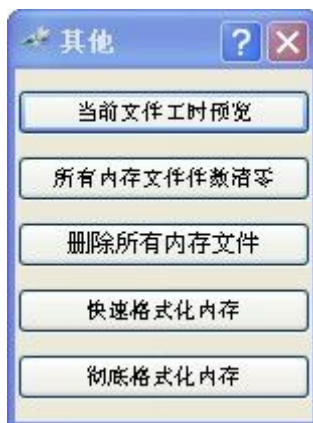 其他
当前文件工时预览
所有内存文件件数清零
删除所有内存文件
快速格式化内存
彻底格式化内存